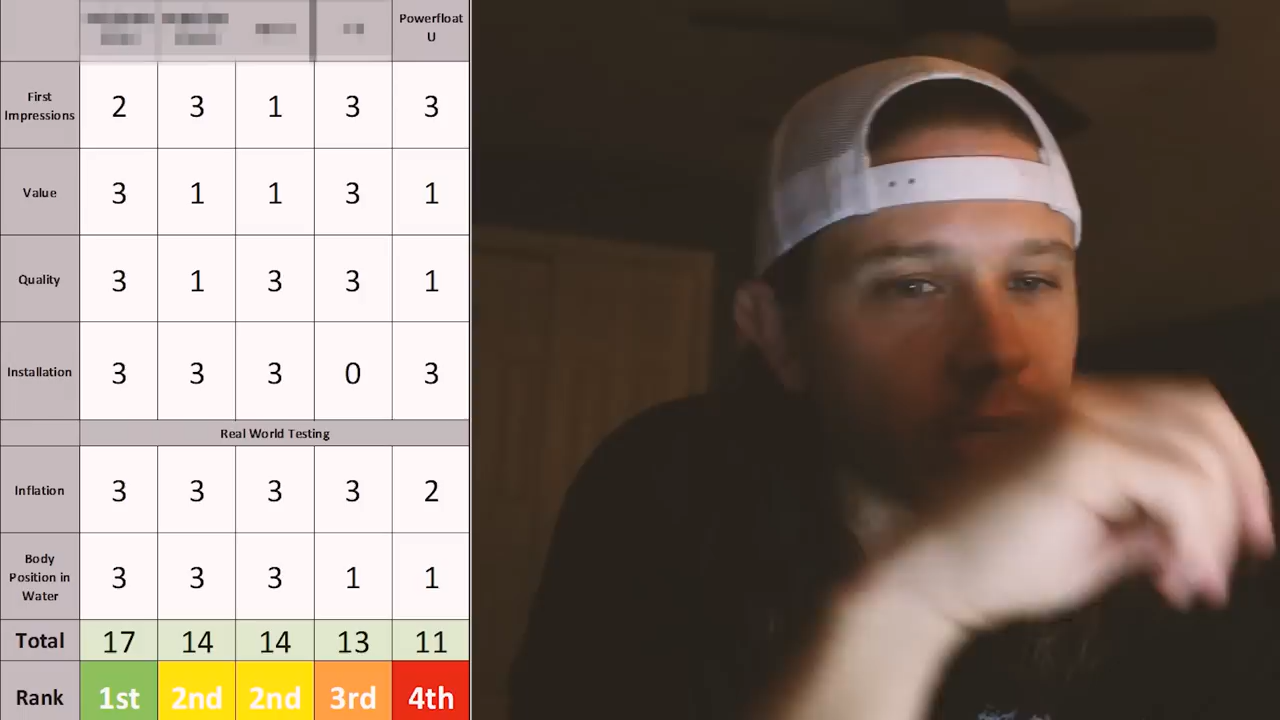 Powerfloat
U
First
Impressions
2 3 1 3 3
Value
3 1 1 3 1
Quality
3 1 3 3 1
Installation
3 3 3 0 3
Real World Testing
Inflation
3 3 3 3 2
Body
Position in
Water
3 3 3 1 1
Total 17 14 14 13 11
Rank 1st 2nd 2nd 3rd 4th